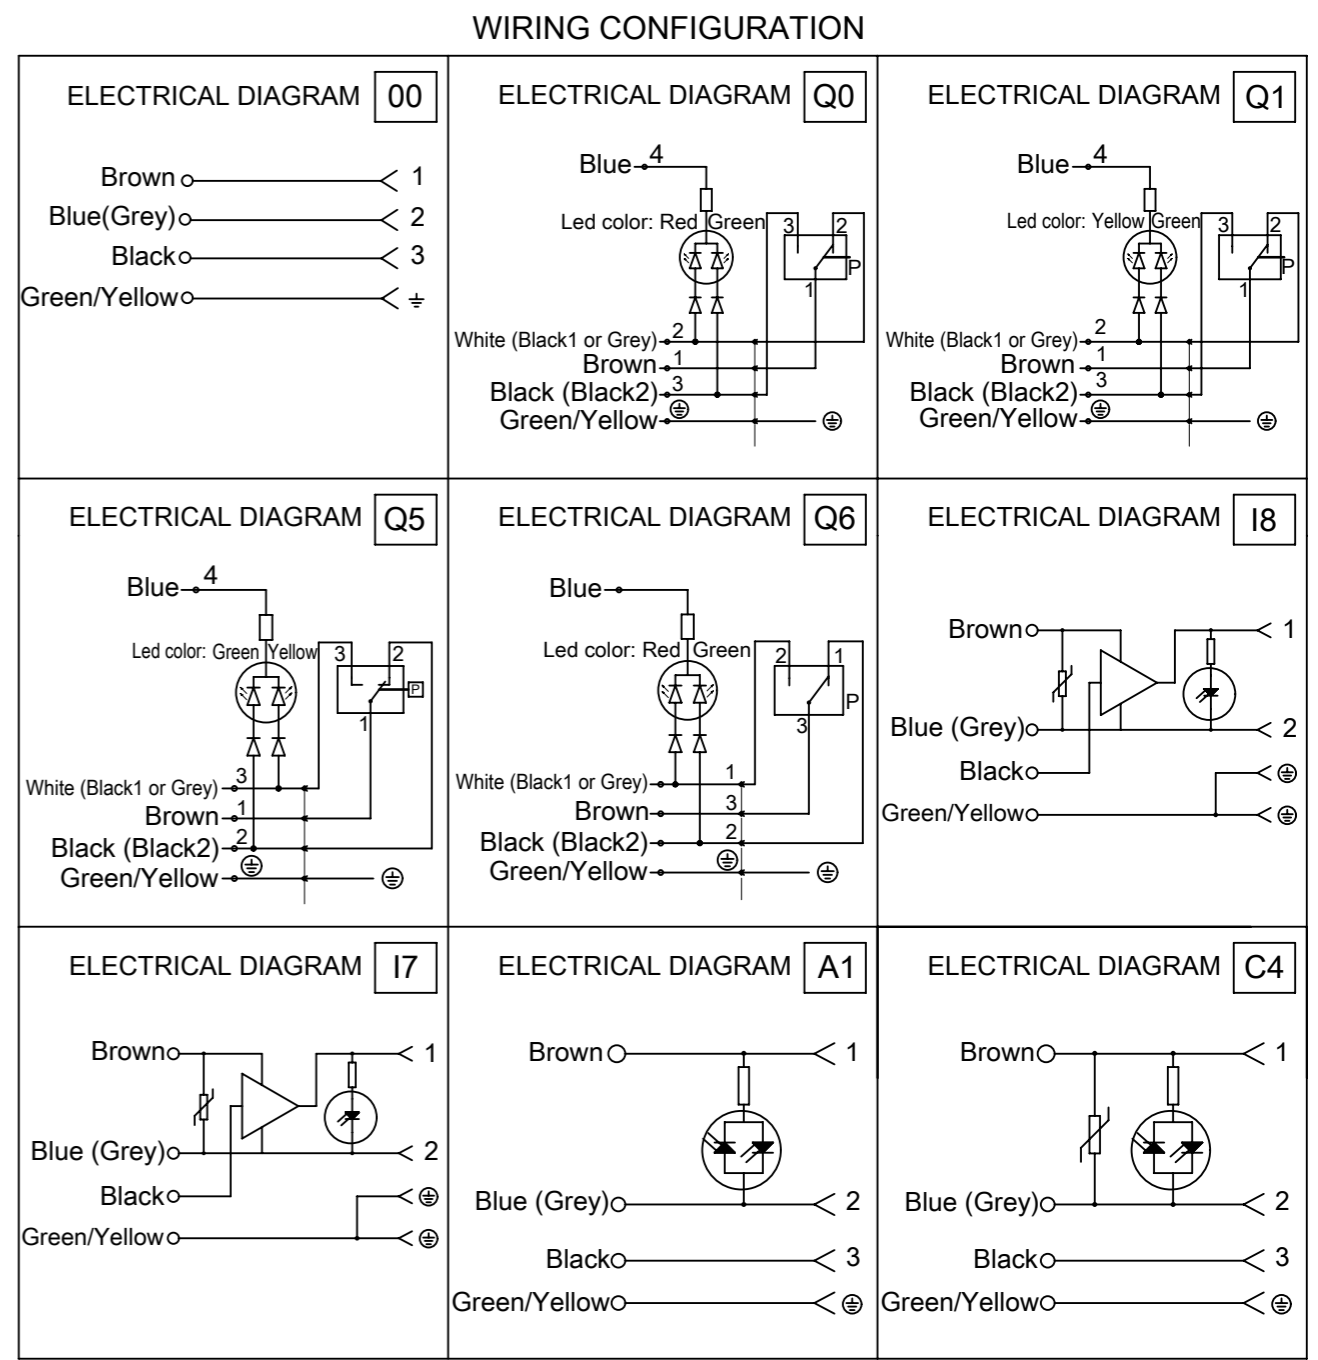 WIRING CONFIGURATION
ELECTRICAL DIAGRAM 00
Brown 1
Blue(Grey) 2
Black 3
Green/Yellow
ELECTRICAL DIAGRAM Q0
Blue 4
Led color: Red Green 3 2
P
1
White (Black1 or Grey) 2
Brown 1
Black (Black2) 3
Green/Yellow
ELECTRICAL DIAGRAM Q1
Blue 4
Led color: Yellow Green 3 2
P
1
White (Black1 or Grey) 2
Brown 1
Black (Black2) 3
Green/Yellow
ELECTRICAL DIAGRAM Q5
Blue 4
Led color: Green Yellow 3 2
P
1
White (Black1 or Grey) 3
Brown 1
Black (Black2) 2
Green/Yellow
ELECTRICAL DIAGRAM Q6
Blue
Led color: Red Green 2 1
P
3
White (Black1 or Grey) 1
Brown 3
Black (Black2) 2
Green/Yellow
ELECTRICAL DIAGRAM I8
Brown 1
Blue (Grey) 2
Black
Green/Yellow
ELECTRICAL DIAGRAM I7
Brown 1
Blue (Grey) 2
Black
Green/Yellow
ELECTRICAL DIAGRAM A1
Brown 1
Blue (Grey) 2
Black 3
Green/Yellow
ELECTRICAL DIAGRAM C4
Brown 1
Blue (Grey) 2
Black 3
Green/Yellow